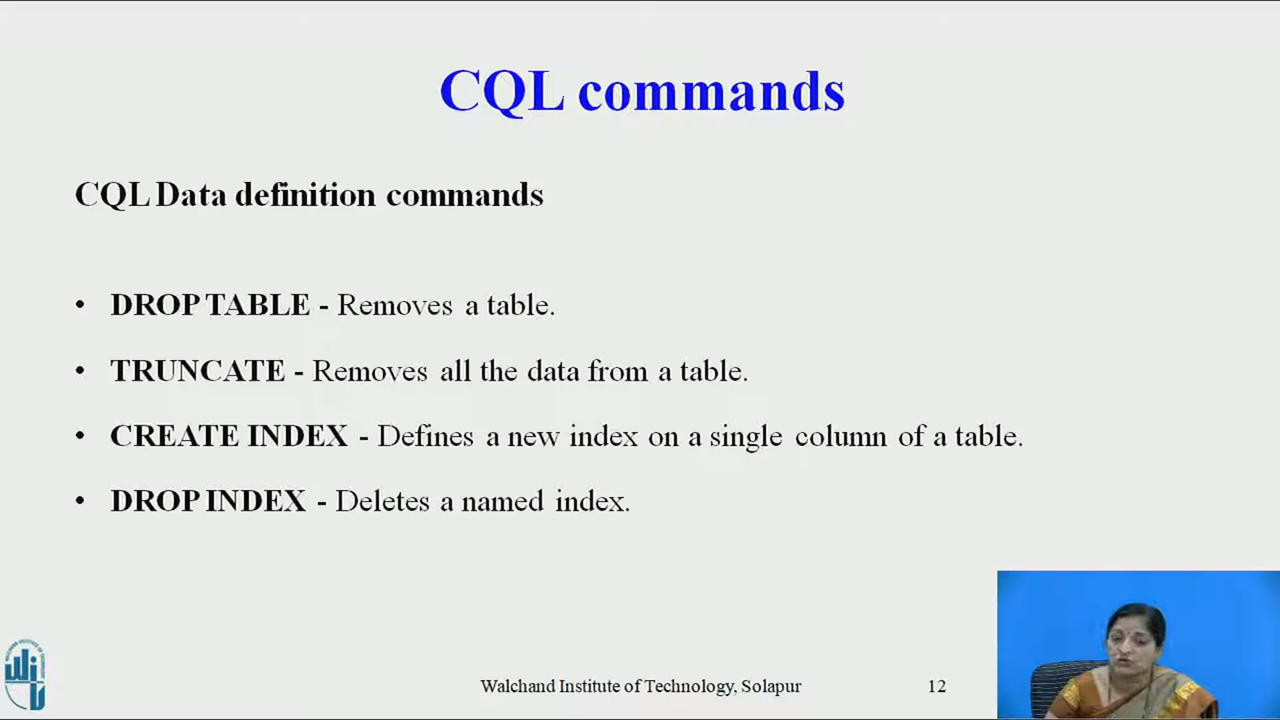 CQL commands
CQL Data definition commands
• DROP TABLE - Removes a table.
• TRUNCATE - Removes all the data from a table.
• CREATE INDEX - Defines a new index on a single column of a table.
• DROP INDEX - Deletes a named index.
Walchand Institute of Technology, Solapur
12